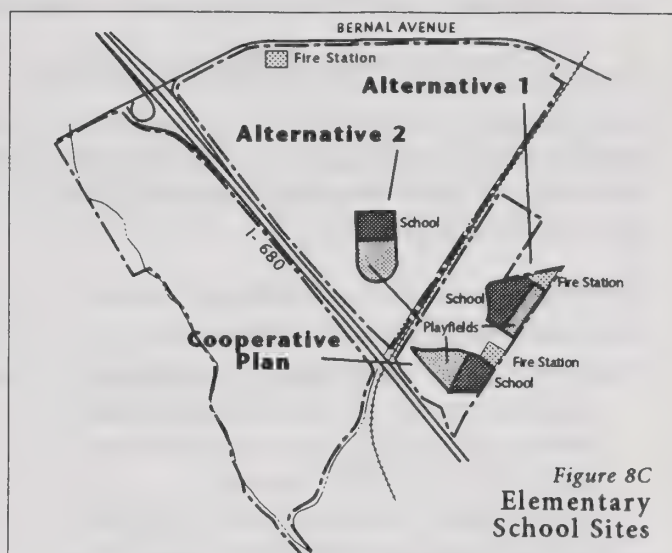 BERNAL AVENUE
Fire Station
Alternative 1
Alternative 2
School
I-680
School
Fire Station
Playfields
Cooperative
Plan
Fire Station
School
Figure 8C
Elementary
School Sites